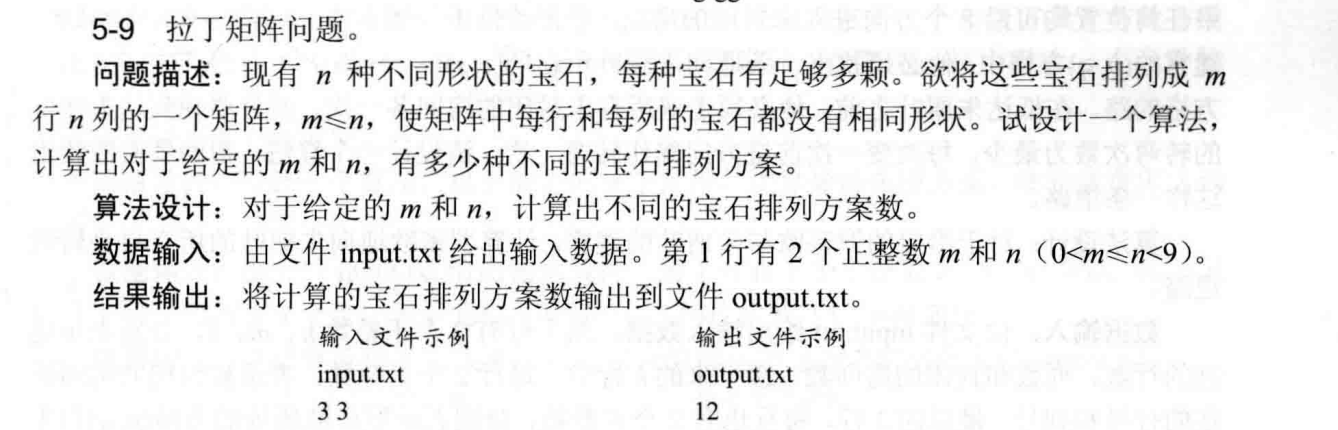 5-9 拉丁矩阵问题。
问题描述：现有 n 种不同形状的宝石，每种宝石有足够多颗。欲将这些宝石排列成 m
行 n 列的一个矩阵，m≤n，使矩阵中每行和每列的宝石都没有相同形状。试设计一个算法，
计算出对于给定的 m 和 n，有多少种不同的宝石排列方案。
算法设计：对于给定的 m 和 n，计算出不同的宝石排列方案数。
数据输入：由文件 input.txt 给出输入数据。第 1 行有 2 个正整数 m 和 n（0<m≤n<9）。
结果输出：将计算的宝石排列方案数输出到文件 output.txt。
输入文件示例 输出文件示例
input.txt output.txt
3 3 12